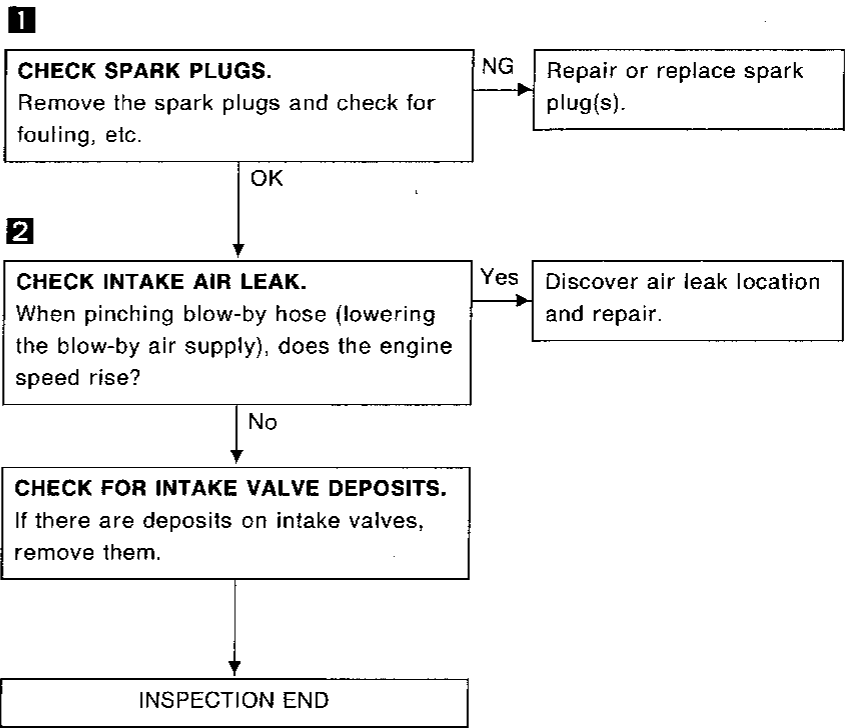 1
CHECK SPARK PLUGS.
Remove the spark plugs and check for
fouling, etc.
NG
Repair or replace spark
plug(s).
OK
2
CHECK INTAKE AIR LEAK.
When pinching blow-by hose (lowering
the blow-by air supply), does the engine
speed rise?
Yes
Discover air leak location
and repair.
No
CHECK FOR INTAKE VALVE DEPOSITS.
If there are deposits on intake valves,
remove them.
INSPECTION END